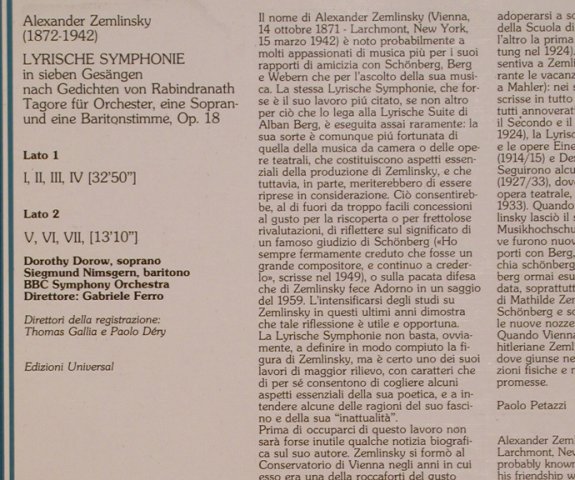 Alexander Zemlinsky
(1872-1942)
LYRISCHE SYMPHONIE
in sieben Gesängen
nach Gedichten von Rabindranath
Tagore für Orchester, eine Sopran-
und eine Baritonstimme, Op. 18
Lato 1
I, II, III, IV [32'50"]
Lato 2
V, VI, VII, [13'10"]
Dorothy Dorow, soprano
Siegmund Nimsgern, baritono
BBC Symphony Orchestra
Direttore: Gabriele Ferro
Direttori della registrazione:
Thomas Gallia e Paolo Déry
Edizioni Universal
Il nome di Alexander Zemlinsky (Vienna,
14 ottobre 1871 - Larchmont, New York,
15 marzo 1942) è noto probabilmente a
molti appassionati di musica più per i suoi
rapporti di amicizia con Schönberg, Berg
e Webern che per l'ascolto della sua musi-
ca. La stessa Lyrische Symphonie, che for-
se è il suo lavoro piú citato, se non altro
per ciò che lo lega alla Lyrische Suite di
Alban Berg, è eseguita assai raramente: la
sua sorte è comunque piú fortunata di
quella della musica da camera o delle ope-
re teatrali, che costituiscono aspetti essen-
ziali della produzione di Zemlinsky, e che
tuttavia, in parte, meriterebbero di essere
riprese in considerazione. Ciò consentireb-
be, al di fuori da troppo facili concessioni
al gusto per la riscoperta o per frettolose
rivalutazioni, di riflettere sul significato di
un famoso giudizio di Schönberg («Ho
sempre fermamente creduto che fosse un
grande compositore, e continuo a creder-
lo», scrisse nel 1949), o sulla pacata difesa
che di Zemlinsky fece Adorno in un saggio
del 1959. L'intensificarsi degli studi su
Zemlinsky in questi ultimi anni dimostra
che tale riflessione è utile e opportuna.
La Lyrische Symphonie non basta, ovvia-
mente, a definire in modo compiuto la fi-
gura di Zemlinsky, ma è certo uno dei suoi
lavori di maggior rilievo, con caratteri che
di per sé consentono di cogliere alcuni
aspetti essenziali della sua poetica, e a in-
tendere alcune delle ragioni del suo fasci-
no e della sua "inattualità".
Prima di occuparci di questo lavoro non
sarà forse inutile qualche notizia biografi-
ca sul suo autore. Zemlinsky si formò al
Conservatorio di Vienna negli anni in cui
esso era una della roccaforti del gusto
adoperarsi a so
della Scuola di
l'altro la prima
tung nel 1924).
sentiva a Zemli
rante le vacanz
a Mahler): nei s
scrisse in tutto
tutti annoverat
il Secondo e il
1924), la Lyrisc
e le opere Eine
(1914/15) e Der
Seguirono alcu
(1927/33), dov
opera teatrale,
1933). Quando
linsky lasciò il s
Musikhochschu
ve furono nuov
porti con Berg,
chia schönberg
berg ormai esu
data, soprattutt
di Mathilde Zem
Schönberg e so
le nuove nozze
Quando Vienna
hitleriane Zeml
dove giunse ne
zioni fisiche e r
promesse.
Paolo Petazzi
Alexander Zem
Larchmont, New
probably known
his friendship w